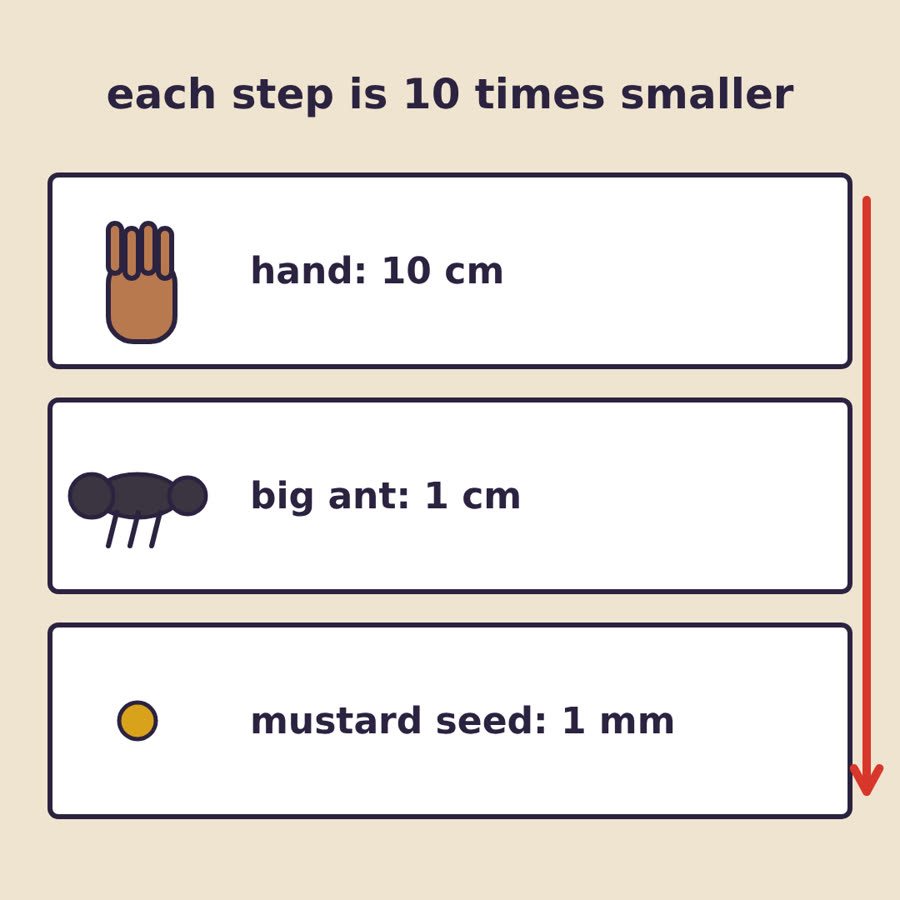 each step is 10 times smaller
hand: 10 cm
big ant: 1 cm
mustard seed: 1 mm